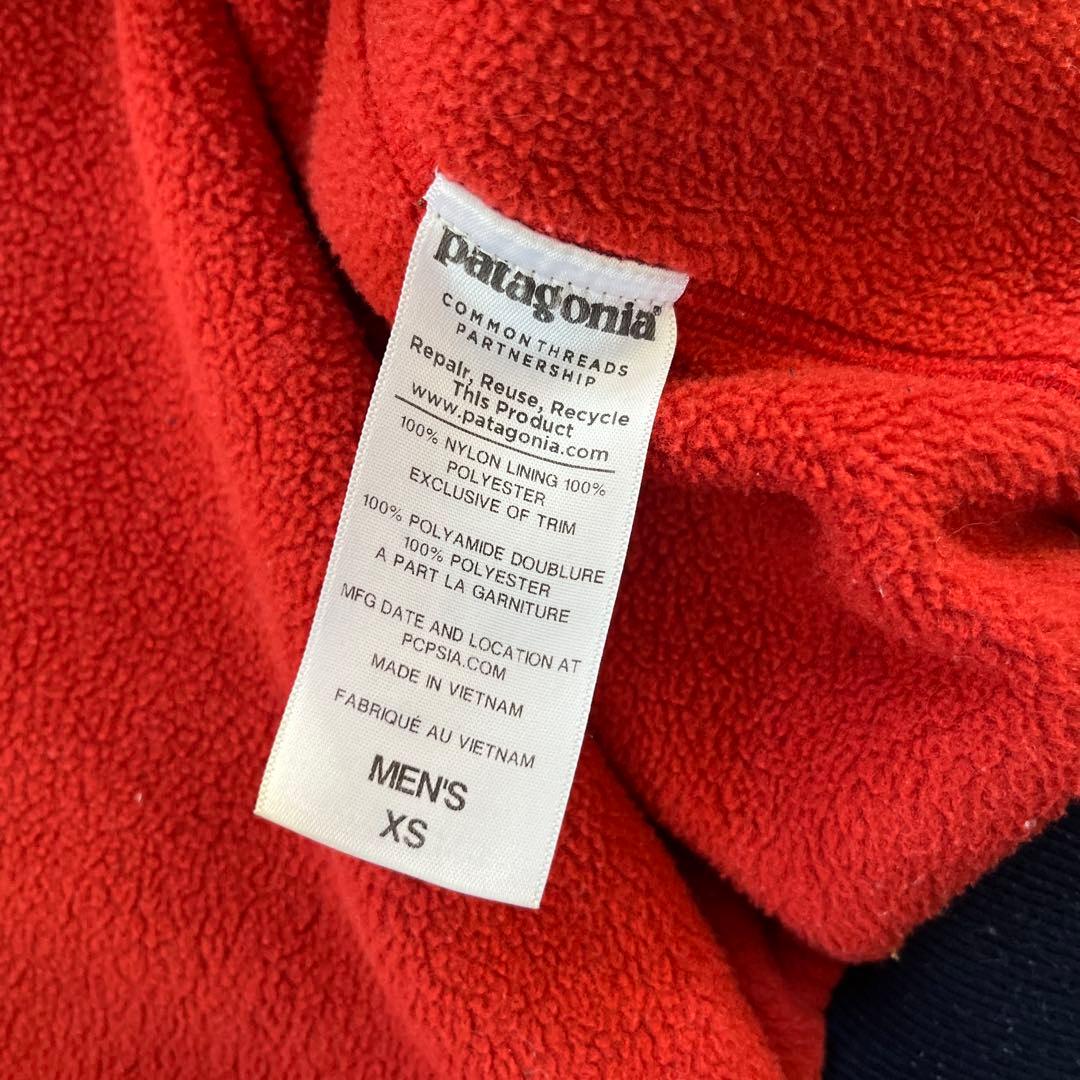 patagonia®
COMMONTHREADS
PARTNERSHIP
Repair, Reuse, Recycle
This Product
www.patagonia.com
100% NYLON LINING 100%
POLYESTER
EXCLUSIVE OF TRIM
100% POLYAMIDE DOUBLURE
100% POLYESTER
A PART LA GARNITURE
MFG DATE AND LOCATION AT
PCPSIA.COM
MADE IN VIETNAM
FABRIQUÉ AU VIETNAM
MEN'S
XS